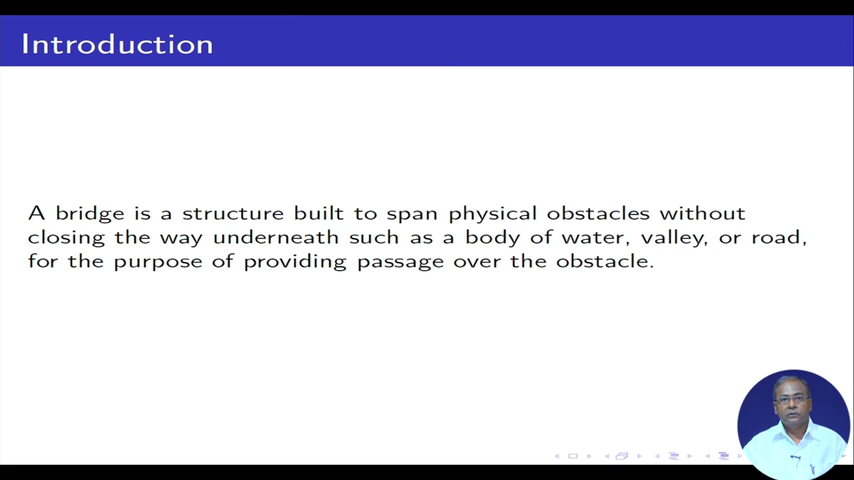 Introduction
A bridge is a structure built to span physical obstacles without
closing the way underneath such as a body of water, valley, or road,
for the purpose of providing passage over the obstacle.